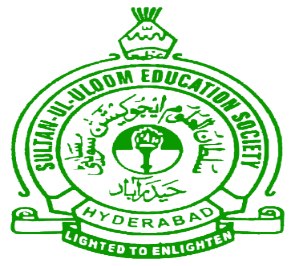 SULTAN-UL-ULOOM EDUCATION SOCIETY
سلطان العلوم ایجوکیشن سوسائٹی
حیدرآباد
HYDERABAD
LIGHTED TO ENLIGHTEN